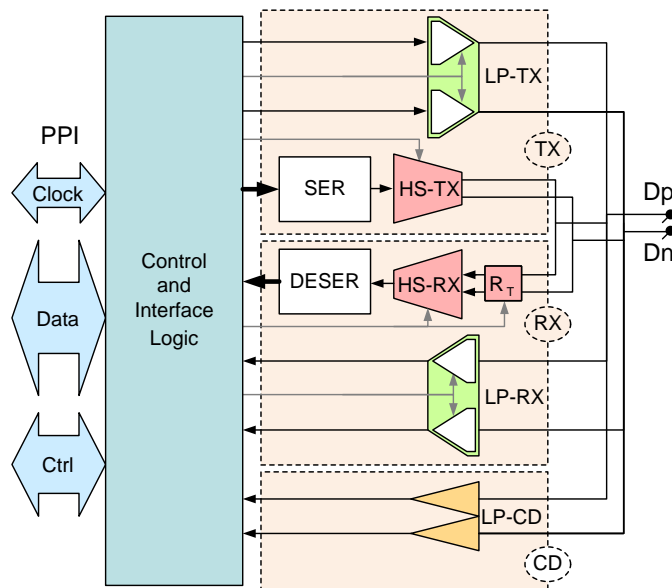 LP-TX
PPI
TX
Clock
SER
HS-TX
Dp
Dn
Control
and
Interface
Logic
DESER
HS-RX
RT
Data
RX
LP-RX
Ctrl
LP-CD
CD